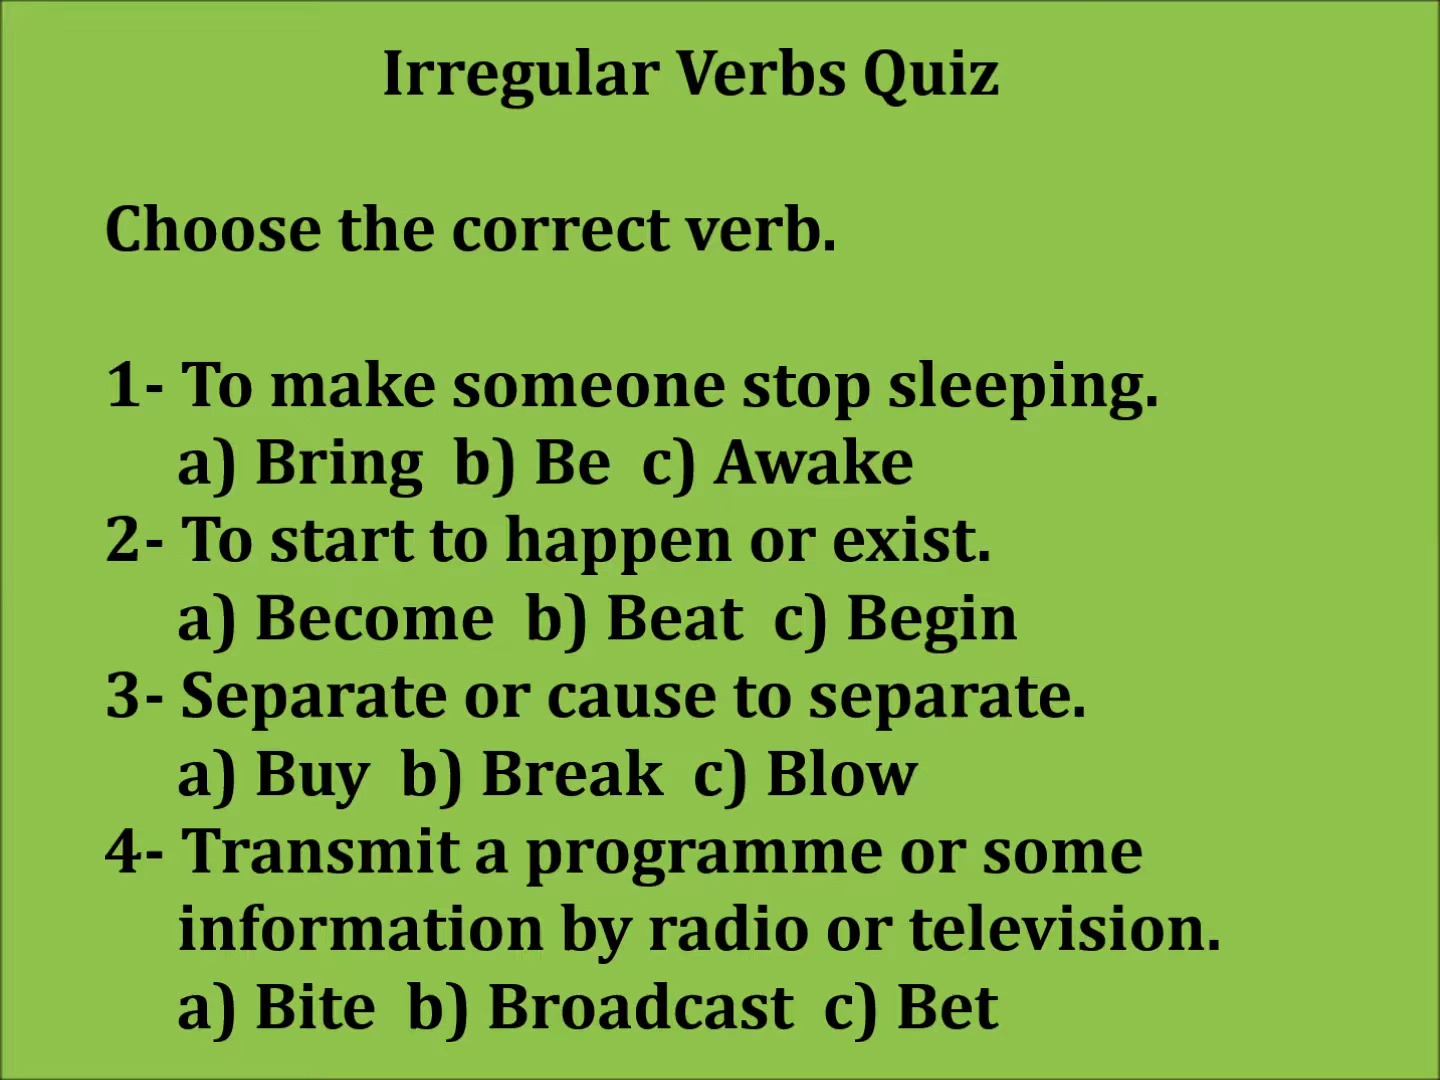 Irregular Verbs Quiz
Choose the correct verb.
1- To make someone stop sleeping.
a) Bring b) Be c) Awake
2- To start to happen or exist.
a) Become b) Beat c) Begin
3- Separate or cause to separate.
a) Buy b) Break c) Blow
4- Transmit a programme or some
information by radio or television.
a) Bite b) Broadcast c) Bet